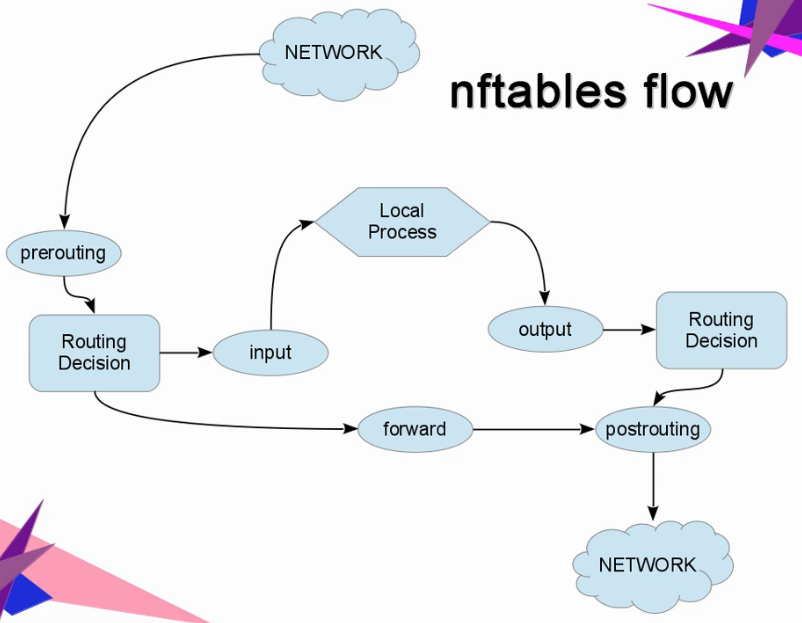 NETWORK
nftables flow
Local
Process
prerouting
Routing
Decision
input
output
Routing
Decision
forward
postrouting
NETWORK